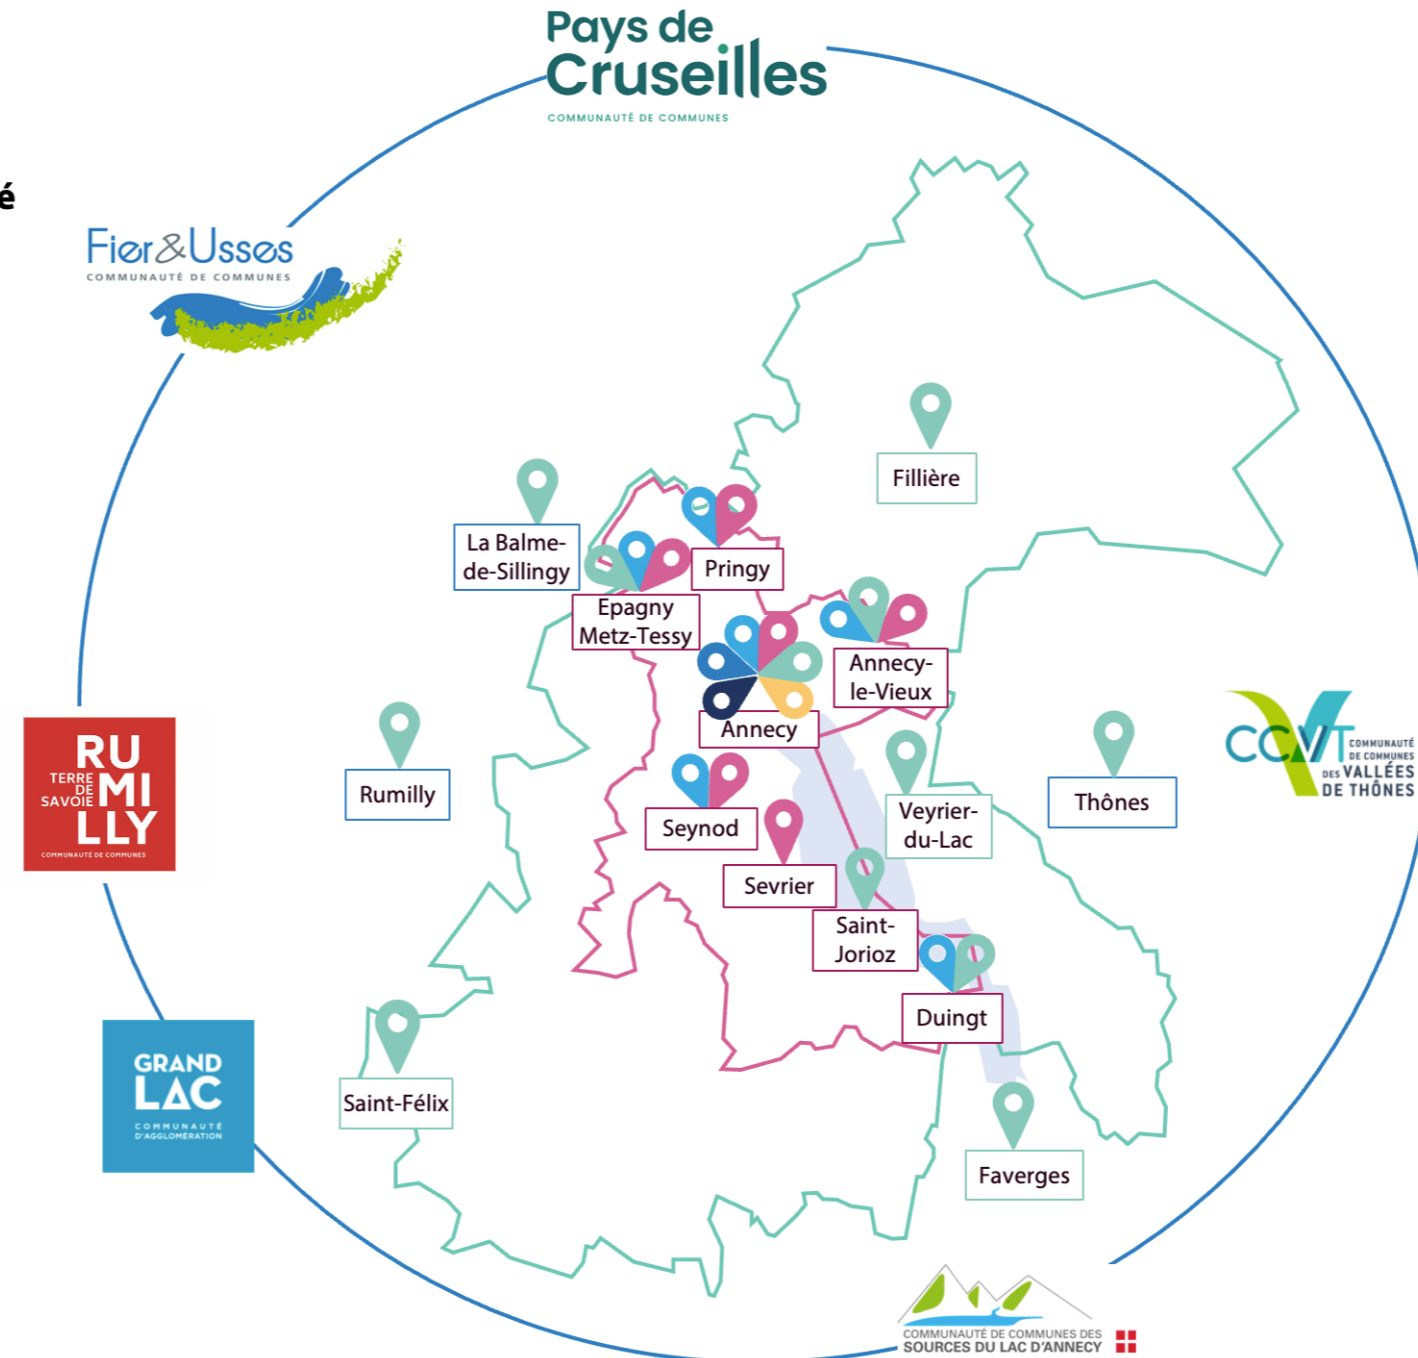 Pays de
Cruseilles
COMMUNAUTÉ DE COMMUNES
é
Fier&Usses
COMMUNAUTÉ DE COMMUNES
Fillière
La Balme-
de-Sillingy
Pringy
Epagny
Metz-Tessy
Annecy-
le-Vieux
Annecy
RU
TERRE
DE
SAVOIE
MI
LLY
COMMUNAUTÉ DE COMMUNES
Rumilly
CCVT
COMMUNAUTÉ
DE COMMUNES
DES VALLÉES
DE THÔNES
Thônes
Veyrier-
du-Lac
Seynod
Sevrier
Saint-
Jorioz
Duingt
GRAND
LAC
COMMUNAUTÉ
D'AGGLOMÉRATION
Saint-Félix
Faverges
COMMUNAUTÉ DE COMMUNES DES
SOURCES DU LAC D'ANNECY